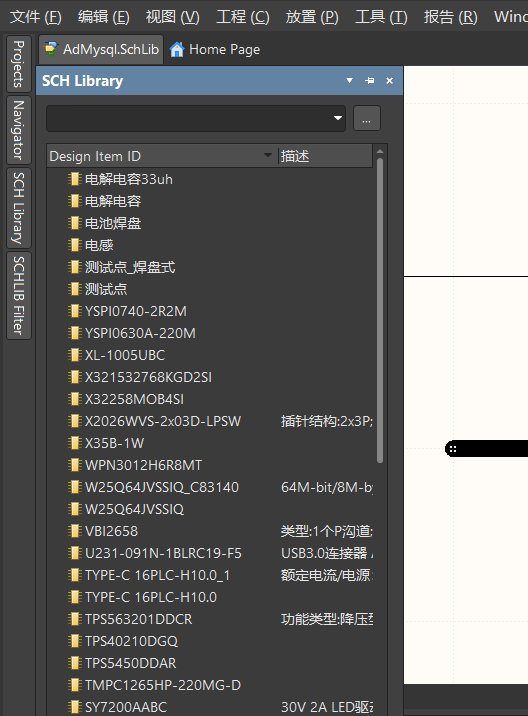 文件 (F) 编辑 (E) 视图 (V) 工程 (C) 放置 (P) 工具 (T) 报告 (R) Wind
AdMysql.SchLib Home Page
Projects
Navigator
SCH Library
SCHLIB Filter
SCH Library
...
Design Item ID 描述
电解电容33uh
电解电容
电池焊盘
电感
测试点_焊盘式
测试点
YSPI0740-2R2M
YSPI0630A-220M
XL-1005UBC
X321532768KGD2SI
X32258MOB4SI
X2026WVS-2x03D-LPSW 插针结构:2x3P;
X35B-1W
WPN3012H6R8MT
W25Q64JVSSIQ_C83140 64M-bit/8M-by
W25Q64JVSSIQ
VBI2658 类型:1个P沟道;
U231-091N-1BLRC19-F5 USB3.0连接器
TYPE-C 16PLC-H10.0_1 额定电流/电源
TYPE-C 16PLC-H10.0
TPS563201DDCR 功能类型:降压型
TPS40210DGQ
TPS5450DDAR
TMPC1265HP-220MG-D
SY7200AABC 30V 2A LED驱动